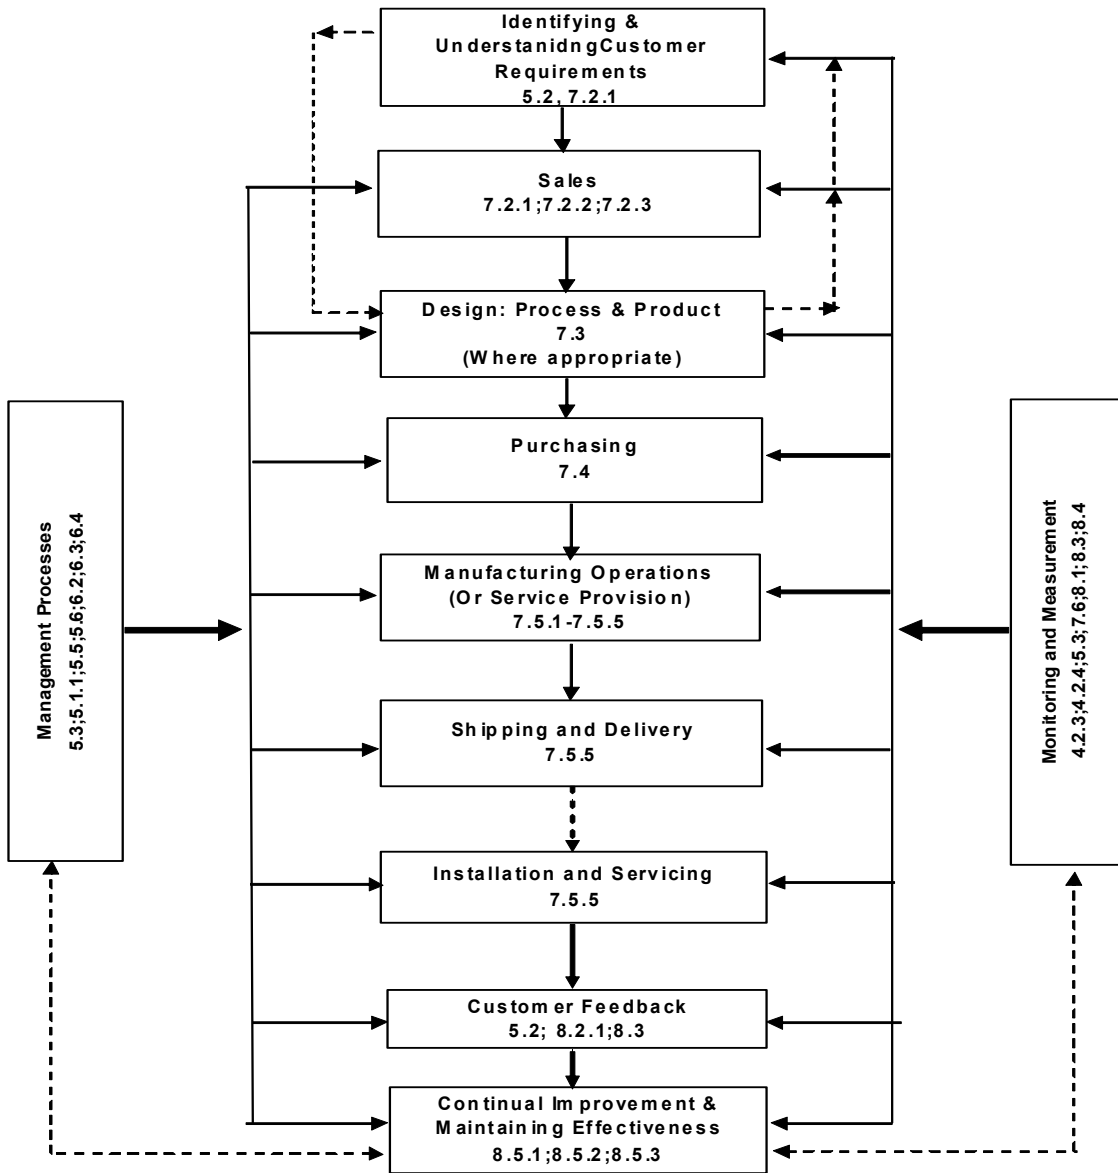 Identifying &
UnderstanidngCustomer
Requirements
5.2, 7.2.1
Sales
7.2.1;7.2.2;7.2.3
Design: Process & Product
7.3
(Where appropriate)
Purchasing
7.4
Manufacturing Operations
(Or Service Provision)
7.5.1-7.5.5
Shipping and Delivery
7.5.5
Installation and Servicing
7.5.5
Customer Feedback
5.2; 8.2.1;8.3
Continual Improvement &
Maintaining Effectiveness
8.5.1;8.5.2;8.5.3
Management Processes
5.3;5.1.1;5.5;5.6;6.2;6.3;6.4
Monitoring and Measurement
4.2.3;4.2.4;5.3;7.6;8.1;8.3;8.4